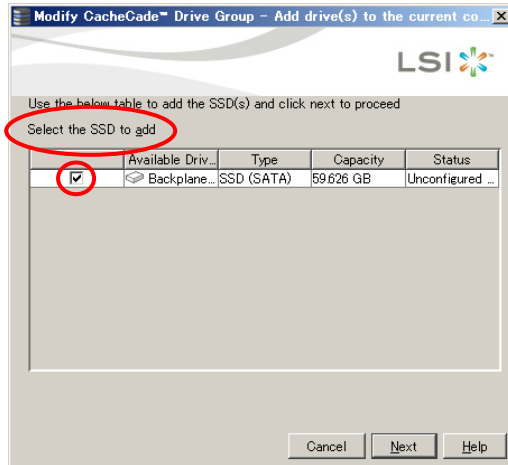 Modify CacheCade™ Drive Group - Add drive(s) to the current co...
LSI
Use the below table to add the SSD(s) and click next to proceed
Select the SSD to add
Available Driv... Type Capacity Status
Backplane... SSD (SATA) 59.626 GB Unconfigured ...
Cancel Next Help